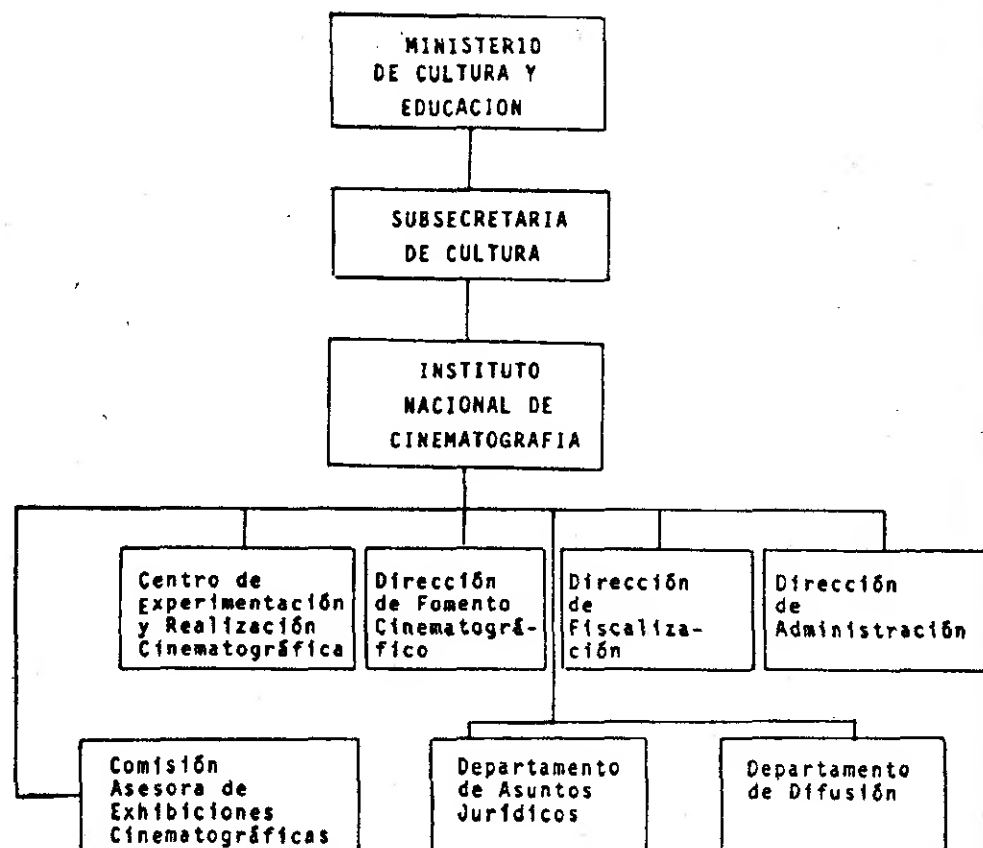 MINISTERIO
DE CULTURA Y
EDUCACION
SUBSECRETARIA
DE CULTURA
INSTITUTO
NACIONAL DE
CINEMATOGRAFIA
Centro de
Experimentación
y Realización
Cinematográfica
Dirección
de Fomento
Cinematográ-
fico
Dirección
de
Fiscaliza-
ción
Dirección
de
Administración
Comisión
Asesora de
Exhibiciones
Cinematográficas
Departamento
de Asuntos
Jurídicos
Departamento
de Difusión